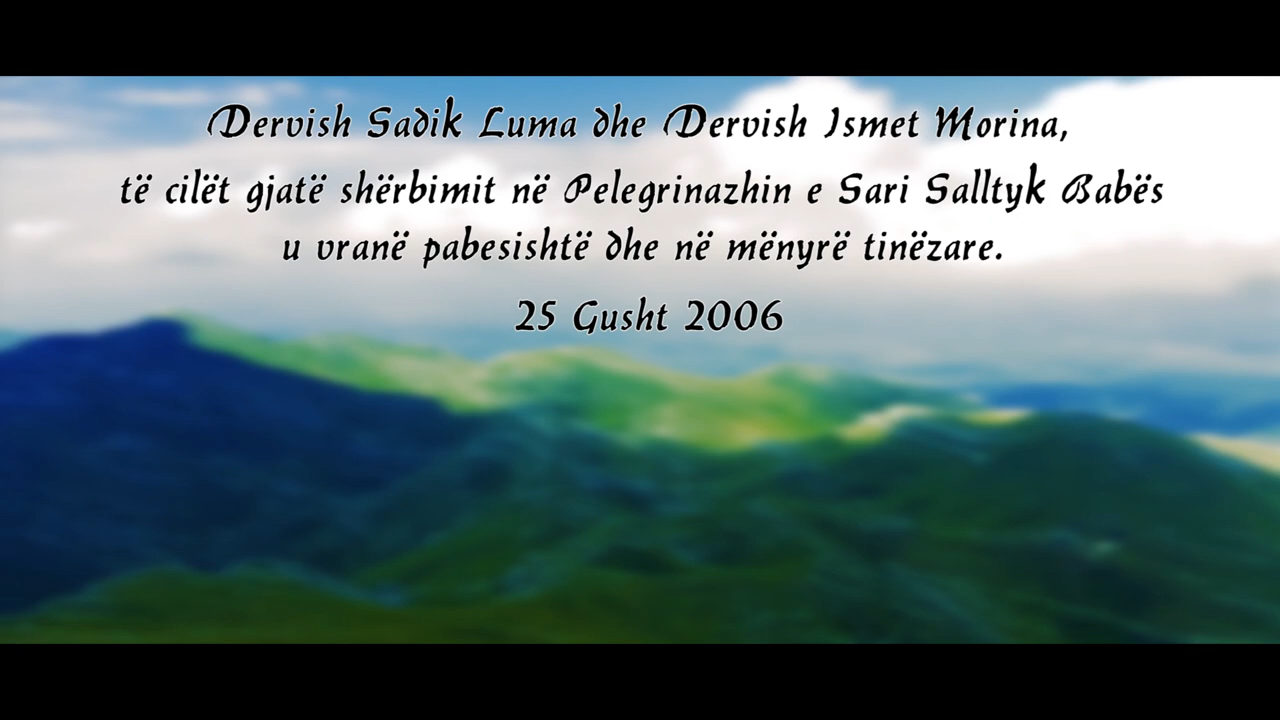 Dervish Sadik Luma dhe Dervish Ismet Morina,
të cilët gjatë shërbimit në Pelegrinazhin e Sari Salltyk Babës
u vranë pabesishtë dhe në mënyrë tinëzare.
25 Gusht 2006